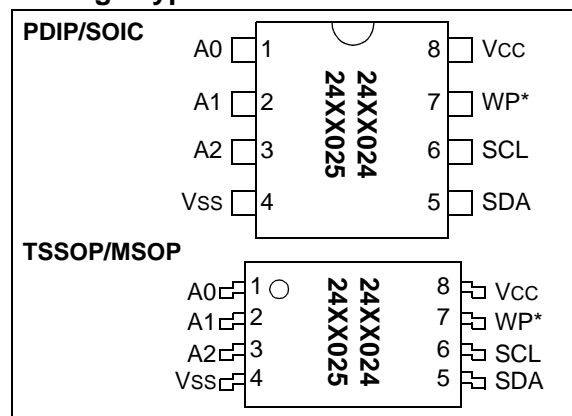 PDIP/SOIC
A0 1 8 VCC
A1 2 7 WP*
A2 3 6 SCL
VSS 4 5 SDA
24XX024
24XX025
TSSOP/MSOP
A0 1 8 VCC
A1 2 7 WP*
A2 3 6 SCL
VSS 4 5 SDA
24XX024
24XX025